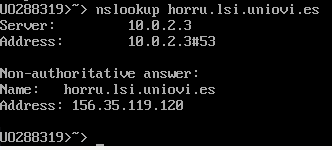 UO288319>~> nslookup horru.lsi.uniovi.es
Server:         10.0.2.3
Address:        10.0.2.3#53

Non-authoritative answer:
Name:   horru.lsi.uniovi.es
Address: 156.35.119.120

UO288319>~> _